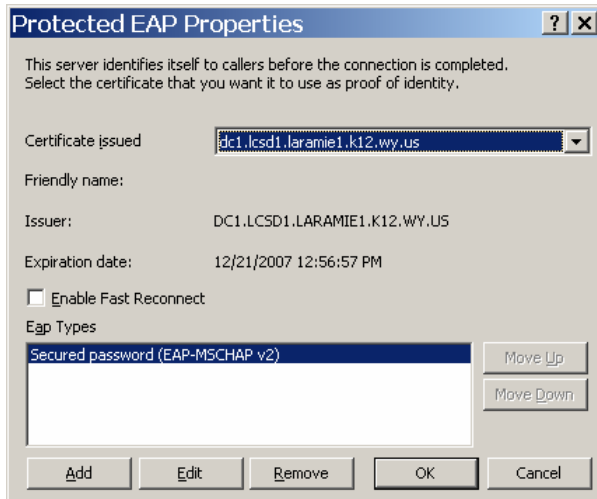 Protected EAP Properties
This server identifies itself to callers before the connection is completed.
Select the certificate that you want it to use as proof of identity.
Certificate issued dc1.lcsd1.laramie1.k12.wy.us
Friendly name:
Issuer: DC1.LCSD1.LARAMIE1.K12.WY.US
Expiration date: 12/21/2007 12:56:57 PM
Enable Fast Reconnect
Eap Types
Secured password (EAP-MSCHAP v2)
Move Up
Move Down
Add Edit Remove OK Cancel